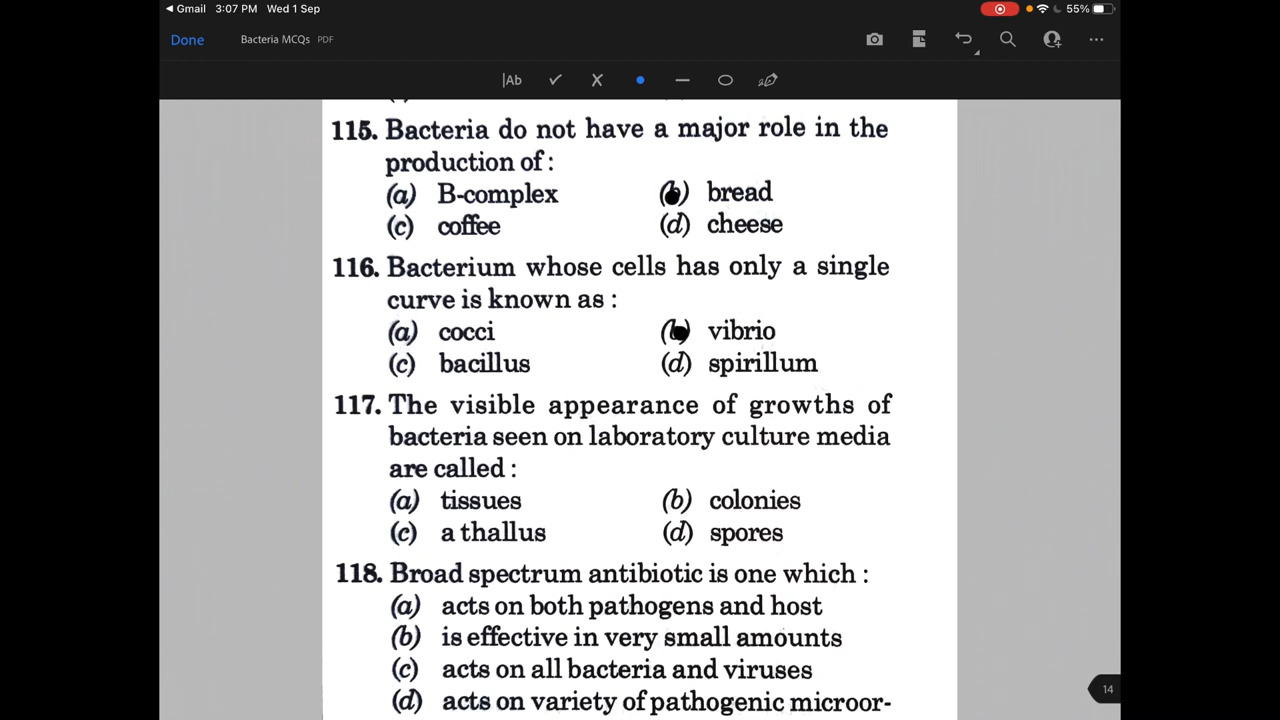 Gmail 3:07 PM Wed 1 Sep 55%
Done Bacteria MCQs PDF
Ab
115. Bacteria do not have a major role in the
production of :
(a) B-complex (b) bread
(c) coffee (d) cheese
116. Bacterium whose cells has only a single
curve is known as :
(a) cocci (b) vibrio
(c) bacillus (d) spirillum
117. The visible appearance of growths of
bacteria seen on laboratory culture media
are called :
(a) tissues (b) colonies
(c) a thallus (d) spores
118. Broad spectrum antibiotic is one which :
(a) acts on both pathogens and host
(b) is effective in very small amounts
(c) acts on all bacteria and viruses
(d) acts on variety of pathogenic microor-
14